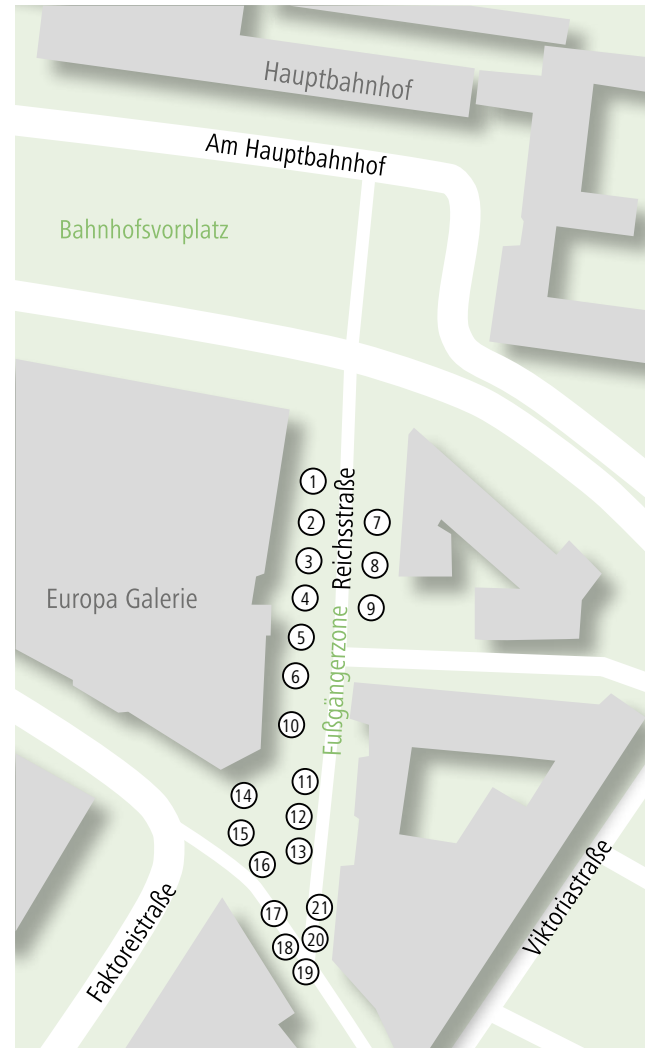 Hauptbahnhof
Am Hauptbahnhof
Bahnhofsvorplatz
1
Reichsstraße
2
7
3
8
Europa Galerie
4
9
5
Fußgängerzone
6
10
11
14
12
15
13
16
Viktoriastraße
21
17
Faktoreistraße
20
18
19